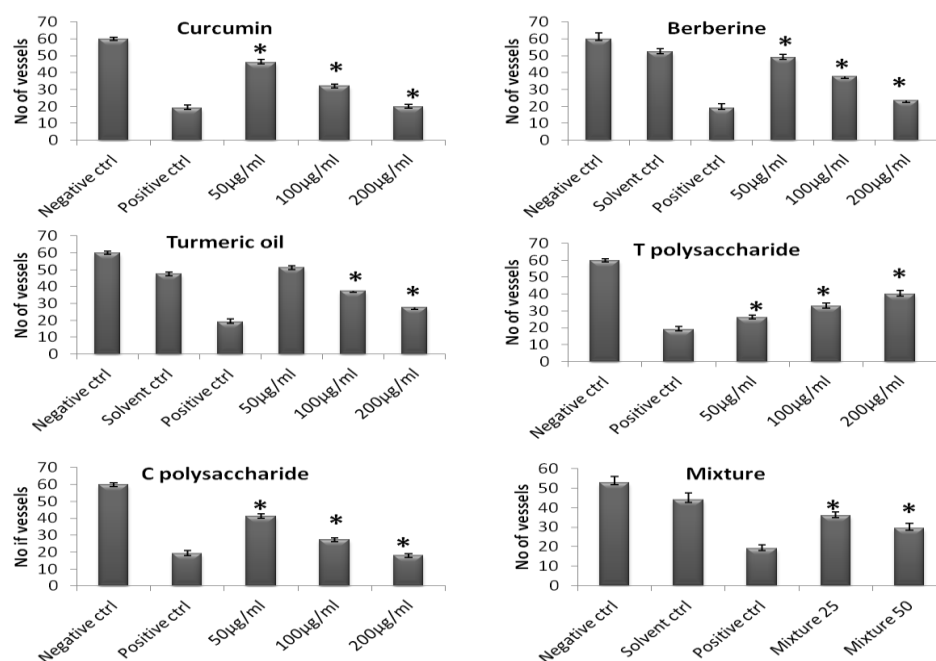 Curcumin
No of vessels
70
60
50
40
30
20
10
0
*
*
*
Negative ctrl
Positive ctrl
50µg/ml
100µg/ml
200µg/ml
Berberine
No of vessels
70
60
50
40
30
20
10
0
*
*
*
Negative ctrl
Solvent ctrl
Positive ctrl
50µg/ml
100µg/ml
200µg/ml
Turmeric oil
No of vessels
70
60
50
40
30
20
10
0
*
*
Negative ctrl
Solvent ctrl
Positive ctrl
50µg/ml
100µg/ml
200µg/ml
T polysaccharide
No of vessels
70
60
50
40
30
20
10
0
*
*
*
Negative ctrl
Positive ctrl
50µg/ml
100µg/ml
200µg/ml
C polysaccharide
No if vessels
70
60
50
40
30
20
10
0
*
*
*
Negative ctrl
Positive ctrl
50µg/ml
100µg/ml
200µg/ml
Mixture
No of vessels
60
50
40
30
20
10
0
*
*
Negative ctrl
Solvent ctrl
Positive ctrl
Mixture 25
Mixture 50